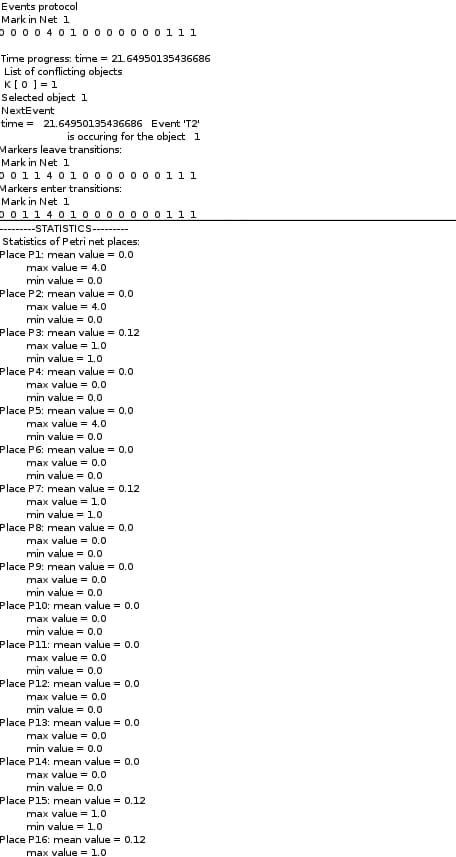 Events protocol
Mark in Net 1
0 0 0 0 4 0 1 0 0 0 0 0 0 0 1 1 1
Time progress: time = 21.64950135436686
List of conflicting objects
K [ 0 ] = 1
Selected object 1
NextEvent
time = 21.64950135436686 Event 'T2'
is occuring for the object 1
Markers leave transitions:
Mark in Net 1
0 0 1 1 4 0 1 0 0 0 0 0 0 0 1 1 1
Markers enter transitions:
Mark in Net 1
0 0 1 1 4 0 1 0 0 0 0 0 0 0 1 1 1
---------STATISTICS---------
Statistics of Petri net places:
Place P1: mean value = 0.0
max value = 4.0
min value = 0.0
Place P2: mean value = 0.0
max value = 4.0
min value = 0.0
Place P3: mean value = 0.12
max value = 1.0
min value = 1.0
Place P4: mean value = 0.0
max value = 0.0
min value = 0.0
Place P5: mean value = 0.0
max value = 4.0
min value = 0.0
Place P6: mean value = 0.0
max value = 0.0
min value = 0.0
Place P7: mean value = 0.12
max value = 1.0
min value = 1.0
Place P8: mean value = 0.0
max value = 0.0
min value = 0.0
Place P9: mean value = 0.0
max value = 0.0
min value = 0.0
Place P10: mean value = 0.0
max value = 0.0
min value = 0.0
Place P11: mean value = 0.0
max value = 0.0
min value = 0.0
Place P12: mean value = 0.0
max value = 0.0
min value = 0.0
Place P13: mean value = 0.0
max value = 0.0
min value = 0.0
Place P14: mean value = 0.0
max value = 0.0
min value = 0.0
Place P15: mean value = 0.12
max value = 1.0
min value = 1.0
Place P16: mean value = 0.12
max value = 1.0